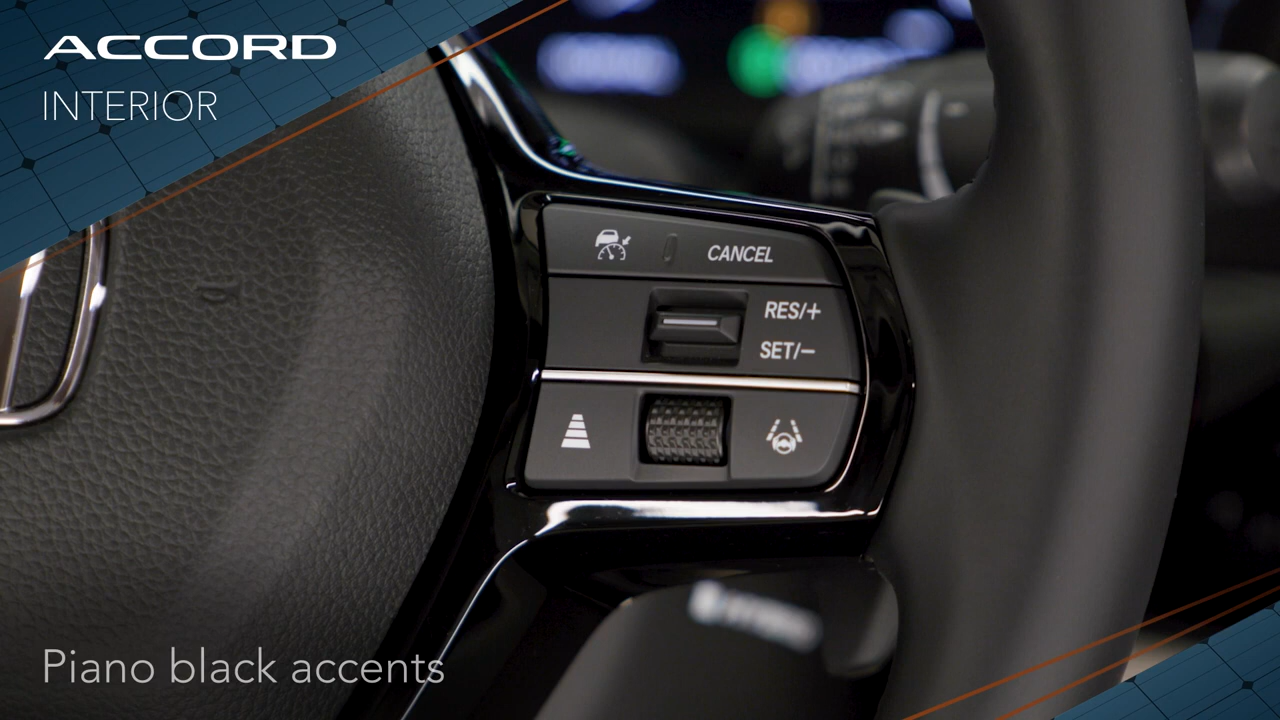 ACCORD
INTERIOR
CANCEL
RES/+
SET/−
Piano black accents